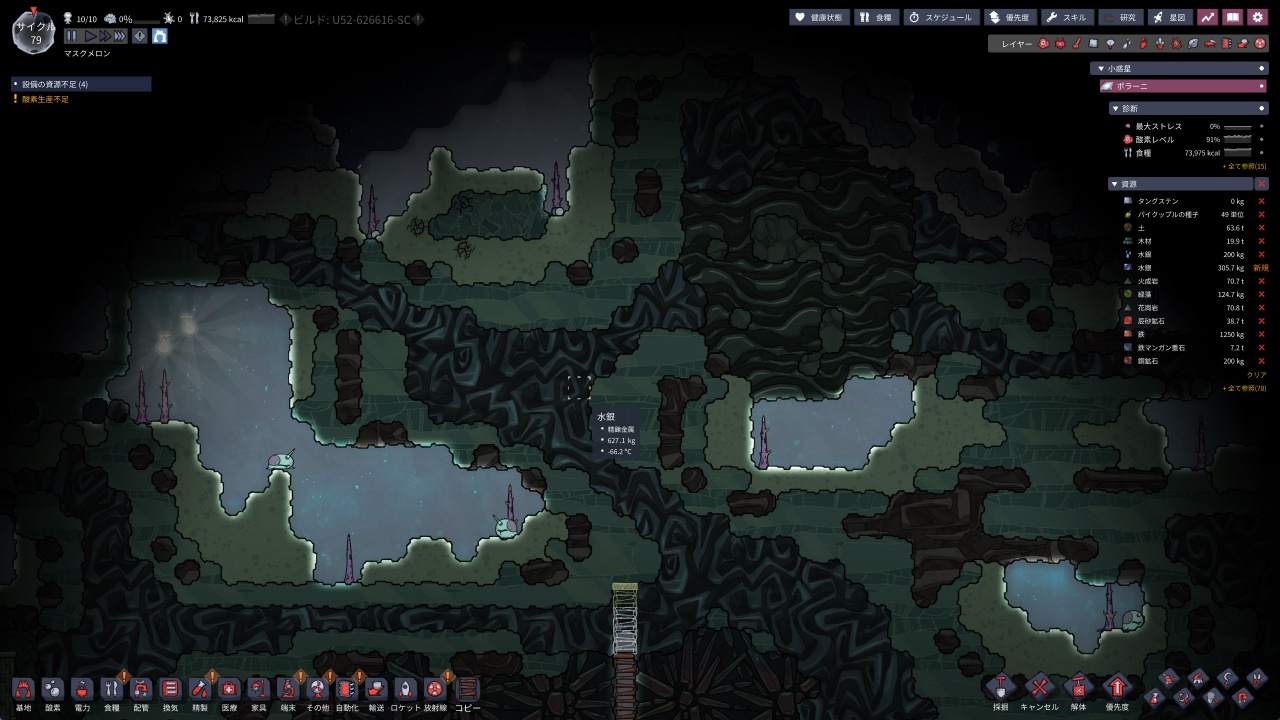 サイクル
79
10/10
0%
0
73,825 kcal
ビルド: U52-626616-SC
マスクメロン
設備の資源不足 (4)
酸素生産不足
健康状態
食糧
スケジュール
優先度
スキル
研究
星図
レイヤー
小惑星
ポラーニ
診断
最大ストレス 0%
酸素レベル 91%
食糧 73,975 kcal
+ 全て参照(15)
資源
タングステン 0 kg
パイクップルの種子 49 単位
土 63.6 t
木材 19.9 t
水銀 200 kg
水銀 305.7 kg 新規
火成岩 70.7 t
緑藻 124.7 kg
花崗岩 70.8 t
辰砂鉱石 38.7 t
鉄 1250 kg
鉄マンガン重石 7.2 t
銅鉱石 200 kg
クリア
+ 全て参照(78)
水銀
• 精錬金属
• 627.1 kg
• -66.2 °C
基地
酸素
電力
食糧
配管
換気
精製
医療
家具
端末
その他
自動化
輸送
ロケット
放射線
コピー
採掘
キャンセル
解体
優先度